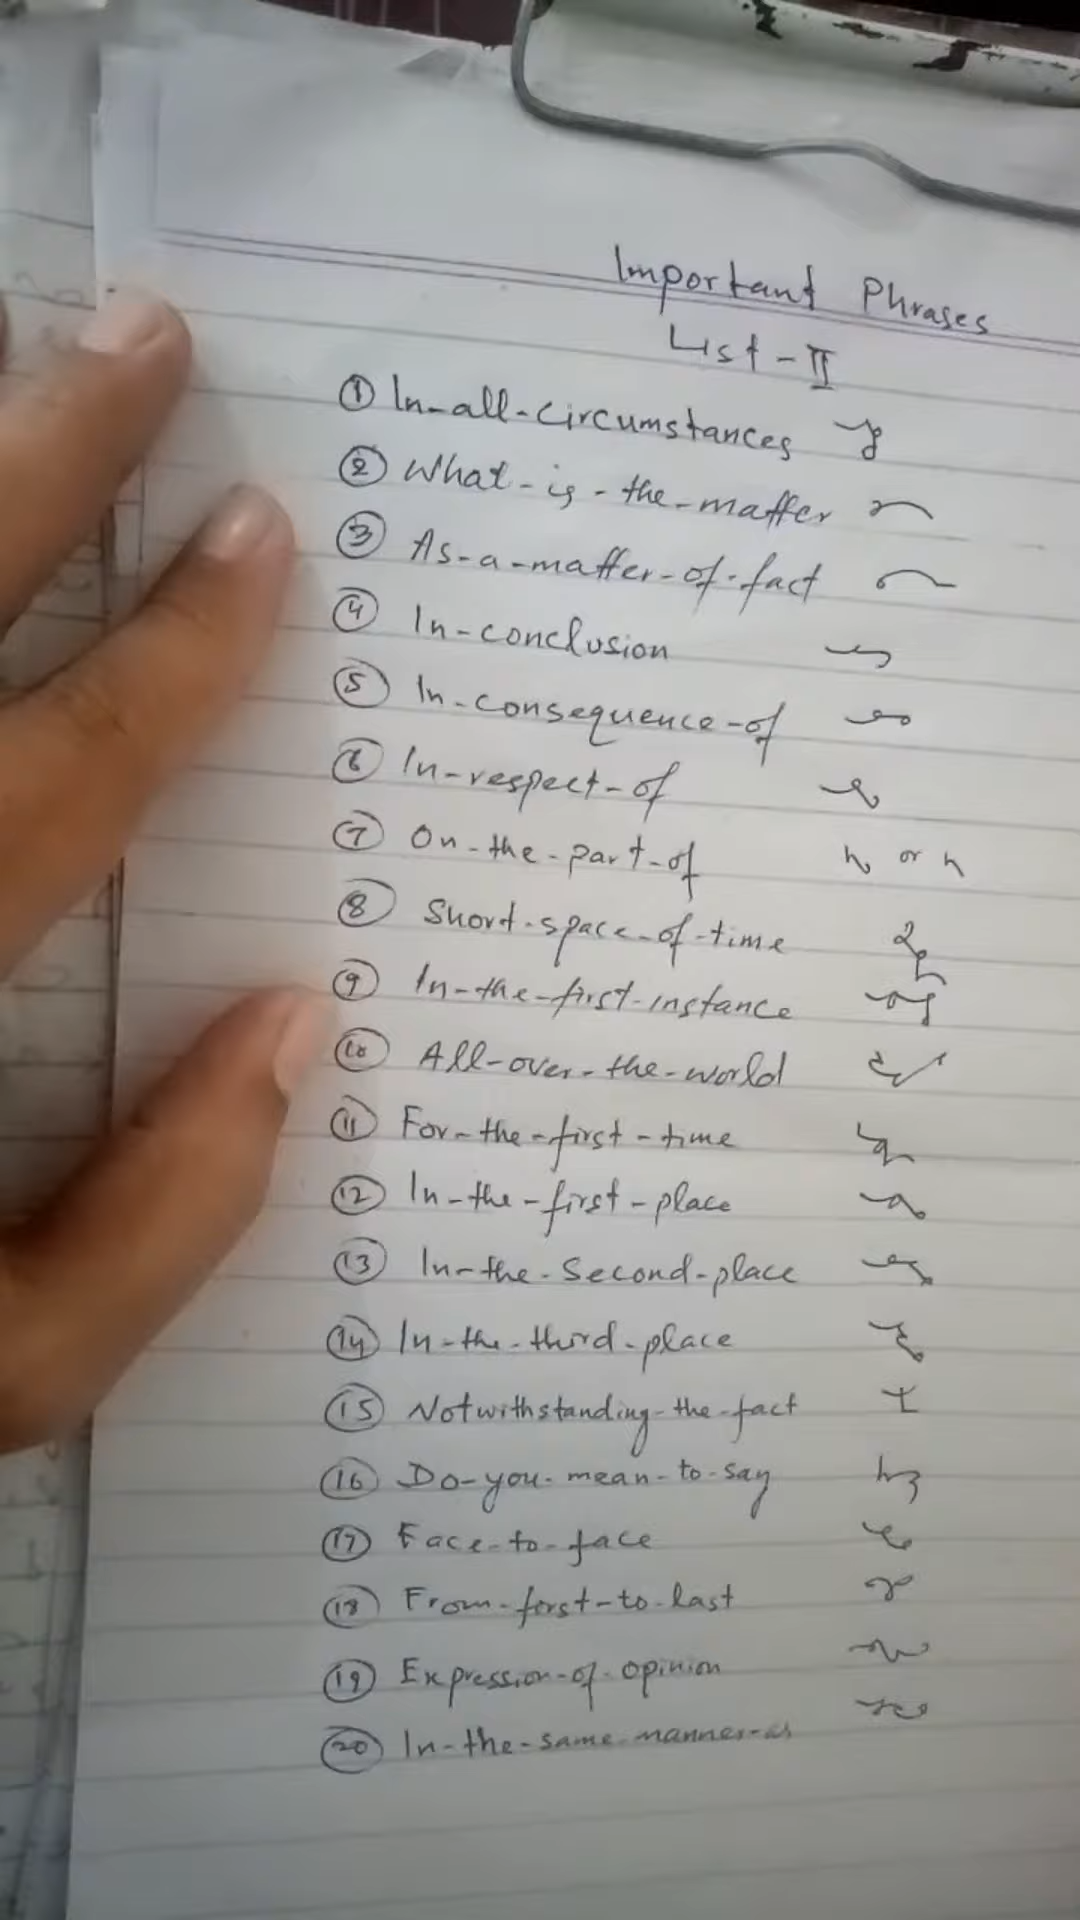 Important Phrases
List-II
① In-all-circumstances
② What-is-the-matter
③ As-a-matter-of-fact
④ In-conclusion
⑤ In-consequence-of
⑥ In-respect-of
⑦ On-the-part-of or
⑧ Short-space-of-time
⑨ In-the-first-instance
⑩ All-over-the-world
⑪ For-the-first-time
⑫ In-the-first-place
⑬ In-the-Second-place
⑭ In-the-third-place
⑮ Notwithstanding-the-fact
⑯ Do-you-mean-to-say
⑰ Face-to-face
⑱ From-first-to-last
⑲ Expression-of-opinion
⑳ In-the-same-manner-as